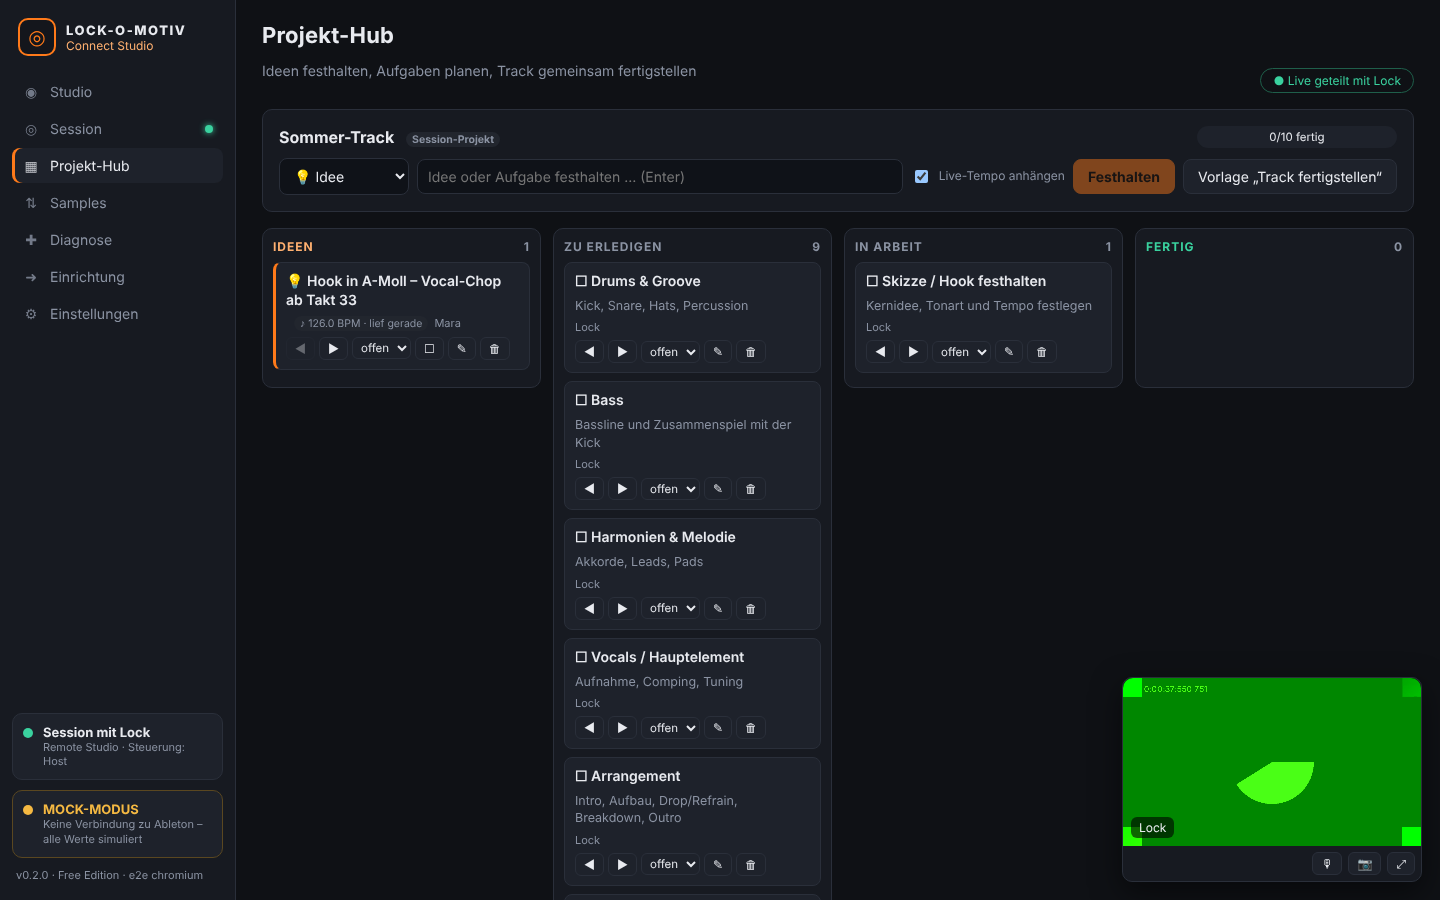 LOCK-O-MOTIV
Connect Studio
Studio
Session
Projekt-Hub
Samples
Diagnose
Einrichtung
Einstellungen
Session mit Lock
Remote Studio · Steuerung:
Host
MOCK-MODUS
Keine Verbindung zu Ableton –
alle Werte simuliert
v0.2.0 · Free Edition · e2e chromium
Projekt-Hub
Ideen festhalten, Aufgaben planen, Track gemeinsam fertigstellen
Live geteilt mit Lock
Sommer-Track Session-Projekt
0/10 fertig
Idee
Idee oder Aufgabe festhalten … (Enter)
Live-Tempo anhängen
Festhalten
Vorlage „Track fertigstellen“
IDEEN 1
Hook in A-Moll – Vocal-Chop
ab Takt 33
♪ 126.0 BPM · lief gerade Mara
offen
ZU ERLEDIGEN 9
Drums & Groove
Kick, Snare, Hats, Percussion
Lock
offen
Bass
Bassline und Zusammenspiel mit der
Kick
Lock
offen
Harmonien & Melodie
Akkorde, Leads, Pads
Lock
offen
Vocals / Hauptelement
Aufnahme, Comping, Tuning
Lock
offen
Arrangement
Intro, Aufbau, Drop/Refrain,
Breakdown, Outro
Lock
offen
IN ARBEIT 1
Skizze / Hook festhalten
Kernidee, Tonart und Tempo festlegen
Lock
offen
FERTIG 0
0:00:37:560 751
Lock